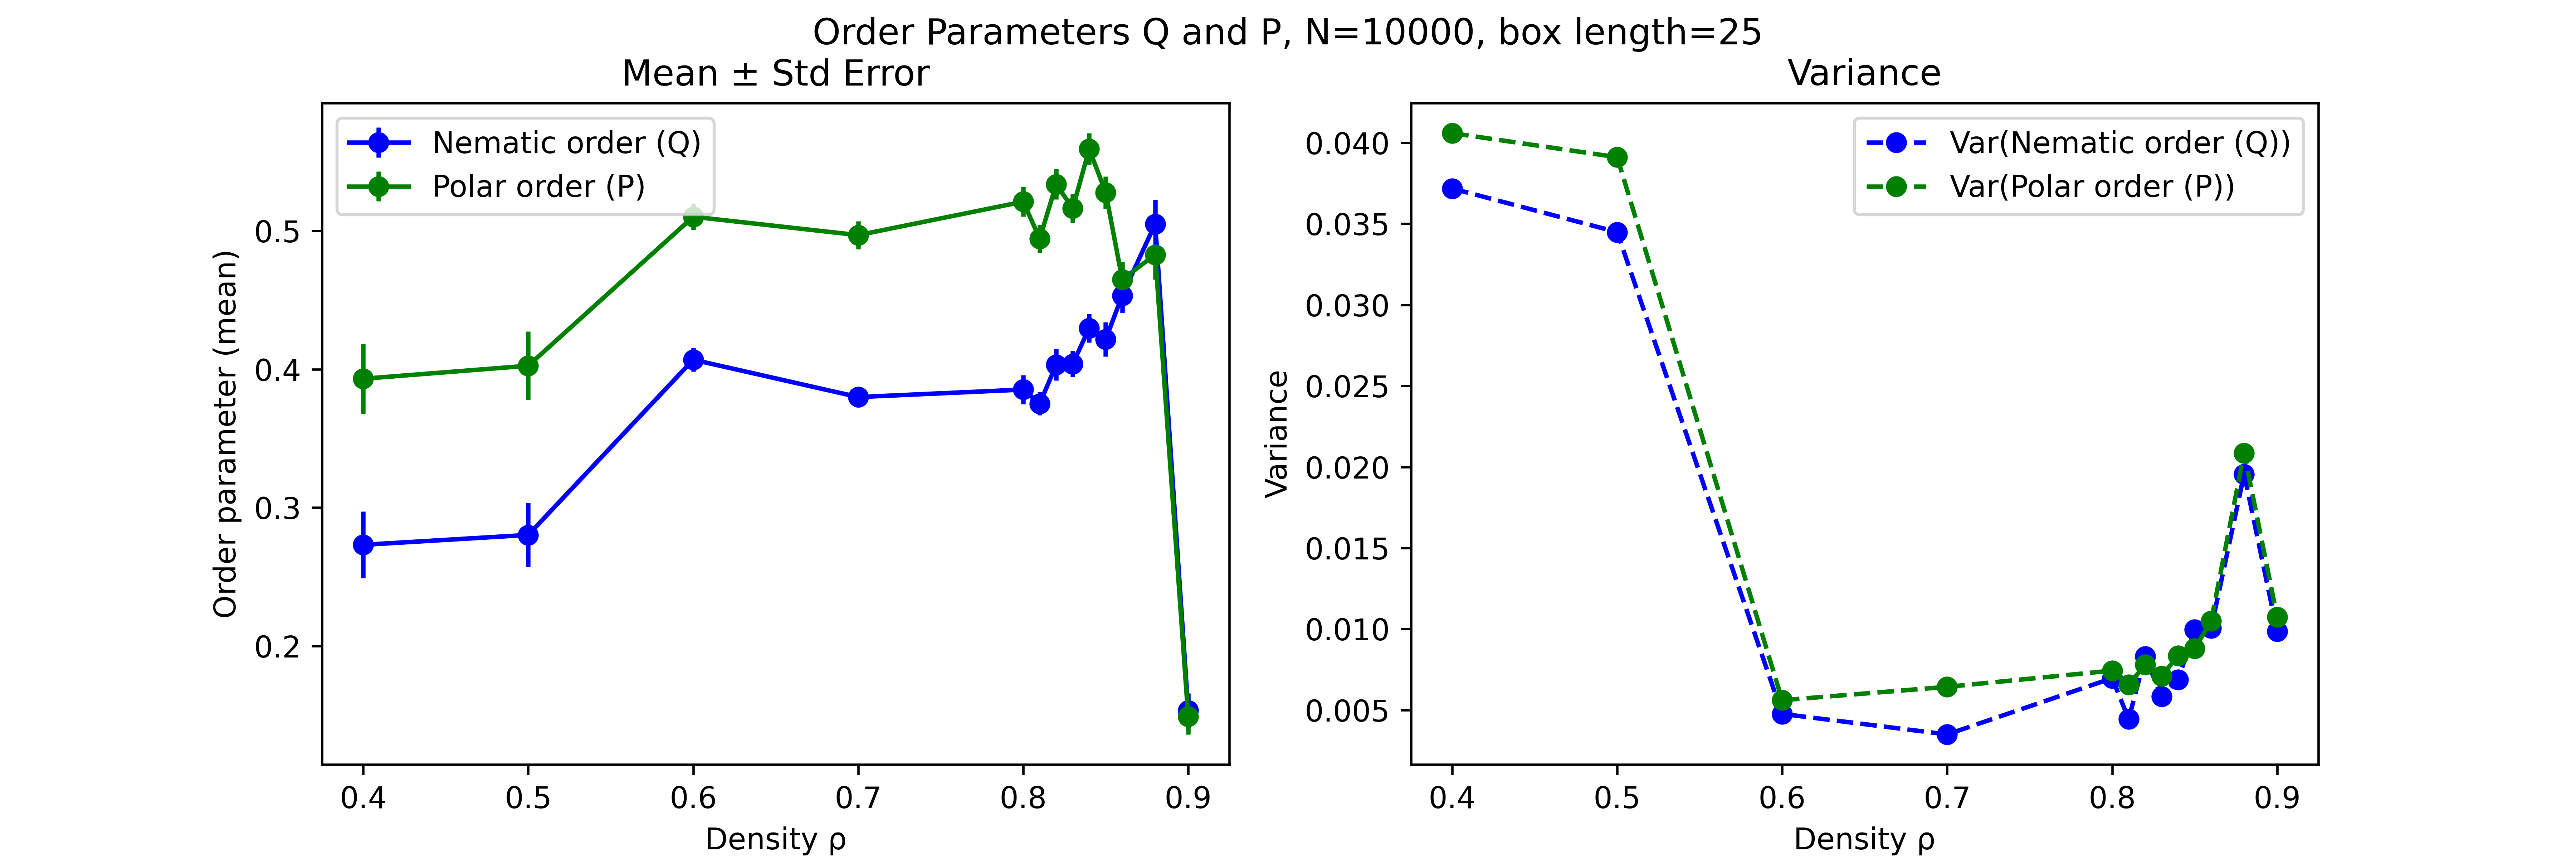 Order Parameters Q and P, N=10000, box length=25
Mean ± Std Error
Nematic order (Q)
Polar order (P)
Order parameter (mean)
0.5
0.4
0.3
0.2
0.4 0.5 0.6 0.7 0.8 0.9
Density ρ
Variance
Var(Nematic order (Q))
Var(Polar order (P))
Variance
0.040
0.035
0.030
0.025
0.020
0.015
0.010
0.005
0.4 0.5 0.6 0.7 0.8 0.9
Density ρ